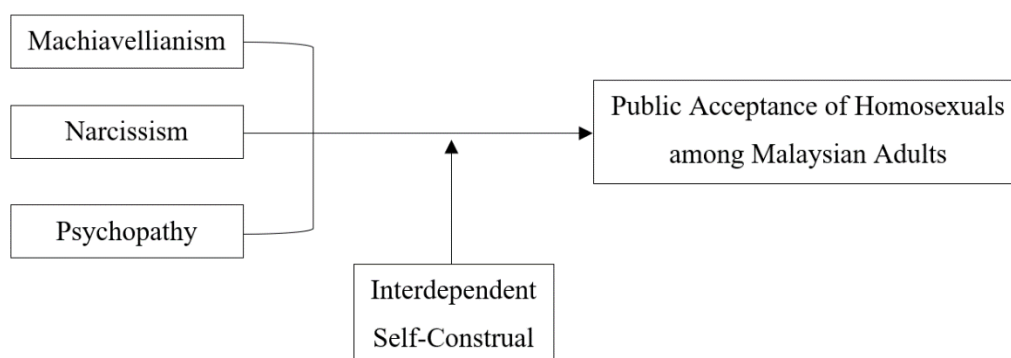 Machiavellianism
Narcissism
Psychopathy
Public Acceptance of Homosexuals
among Malaysian Adults
Interdependent
Self-Construal